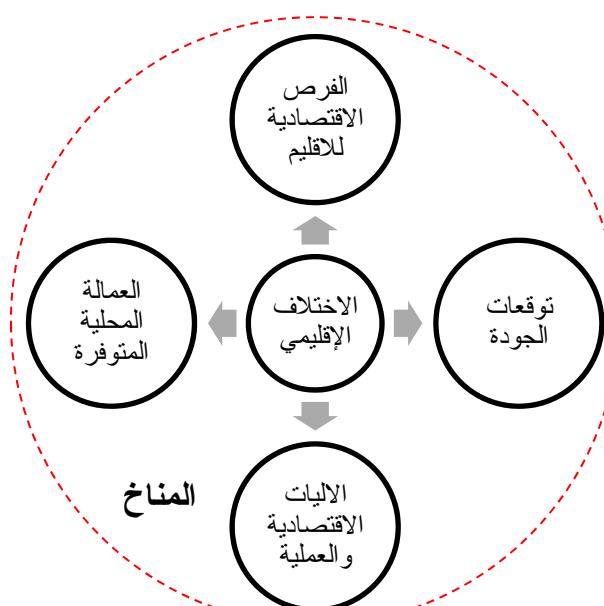 الفرص
الاقتصادية
للاقليم
العمالة
المحلية
المتوفرة
الاختلاف
الإقليمي
توقعات
الجودة
المناخ
الاليات
الاقتصادية
والعملية